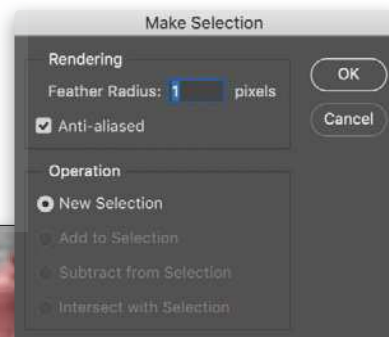 Make Selection
Rendering
Feather Radius: 1 pixels
Anti-aliased
OK
Cancel
Operation
New Selection
Add to Selection
Subtract from Selection
Intersect with Selection